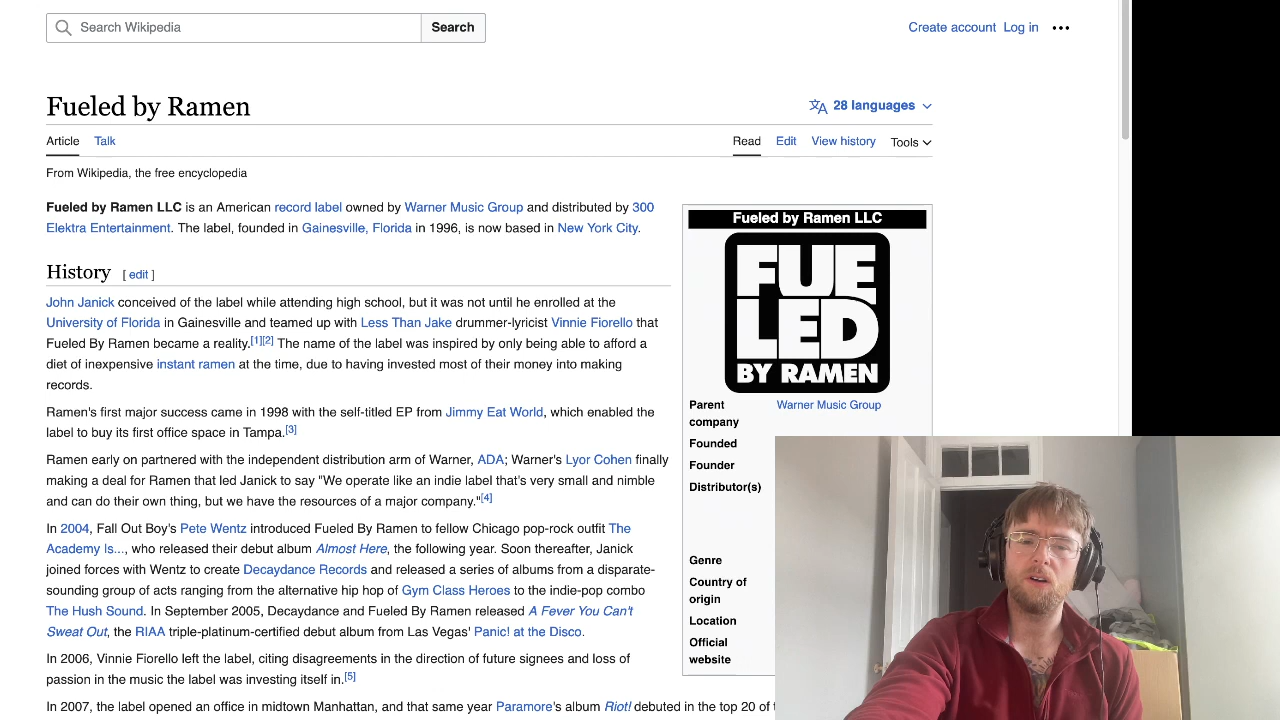 Search Wikipedia
Search
Create account Log in
Fueled by Ramen
28 languages
Article Talk
Read Edit View history Tools
From Wikipedia, the free encyclopedia
Fueled by Ramen LLC is an American record label owned by Warner Music Group and distributed by 300
Elektra Entertainment. The label, founded in Gainesville, Florida in 1996, is now based in New York City.
History [ edit ]
John Janick conceived of the label while attending high school, but it was not until he enrolled at the
University of Florida in Gainesville and teamed up with Less Than Jake drummer-lyricist Vinnie Fiorello that
Fueled By Ramen became a reality.[1][2] The name of the label was inspired by only being able to afford a
diet of inexpensive instant ramen at the time, due to having invested most of their money into making
records.
Ramen's first major success came in 1998 with the self-titled EP from Jimmy Eat World, which enabled the
label to buy its first office space in Tampa.[3]
Ramen early on partnered with the independent distribution arm of Warner, ADA; Warner's Lyor Cohen finally
making a deal for Ramen that led Janick to say "We operate like an indie label that's very small and nimble
and can do their own thing, but we have the resources of a major company."[4]
In 2004, Fall Out Boy's Pete Wentz introduced Fueled By Ramen to fellow Chicago pop-rock outfit The
Academy Is..., who released their debut album Almost Here, the following year. Soon thereafter, Janick
joined forces with Wentz to create Decaydance Records and released a series of albums from a disparate-
sounding group of acts ranging from the alternative hip hop of Gym Class Heroes to the indie-pop combo
The Hush Sound. In September 2005, Decaydance and Fueled By Ramen released A Fever You Can't
Sweat Out, the RIAA triple-platinum-certified debut album from Las Vegas' Panic! at the Disco.
In 2006, Vinnie Fiorello left the label, citing disagreements in the direction of future signees and loss of
passion in the music the label was investing itself in.[5]
In 2007, the label opened an office in midtown Manhattan, and that same year Paramore's album Riot! debuted in the top 20 of
Fueled by Ramen LLC
FUE
LED
BY RAMEN
Parent
company
Warner Music Group
Founded
Founder
Distributor(s)
Genre
Country of
origin
Location
Official
website